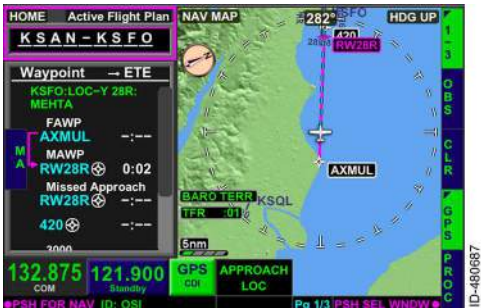 HOME Active Flight Plan
KSAN-KSFO
Waypoint → ETE
KSFO:LOC-Y 28R:
MEHTA
FAWP
AXMUL -:--
MAWP
RW28R 0:02
Missed Approach
RW28R -:--
420 -:--
3000
MA
NAV MAP 282° HDG UP
KSFO
420
RW28R
AXMUL
BARO TERR
TFR :01
KSQL
5nm
1-3
OBS
CLR
GPS
PROC
132.875 121.900 GPS APPROACH
COM Standby CDI LOC
PSH FOR NAV ID: OSI Pg 1/3 PSH SEL WNDW
ID-480687